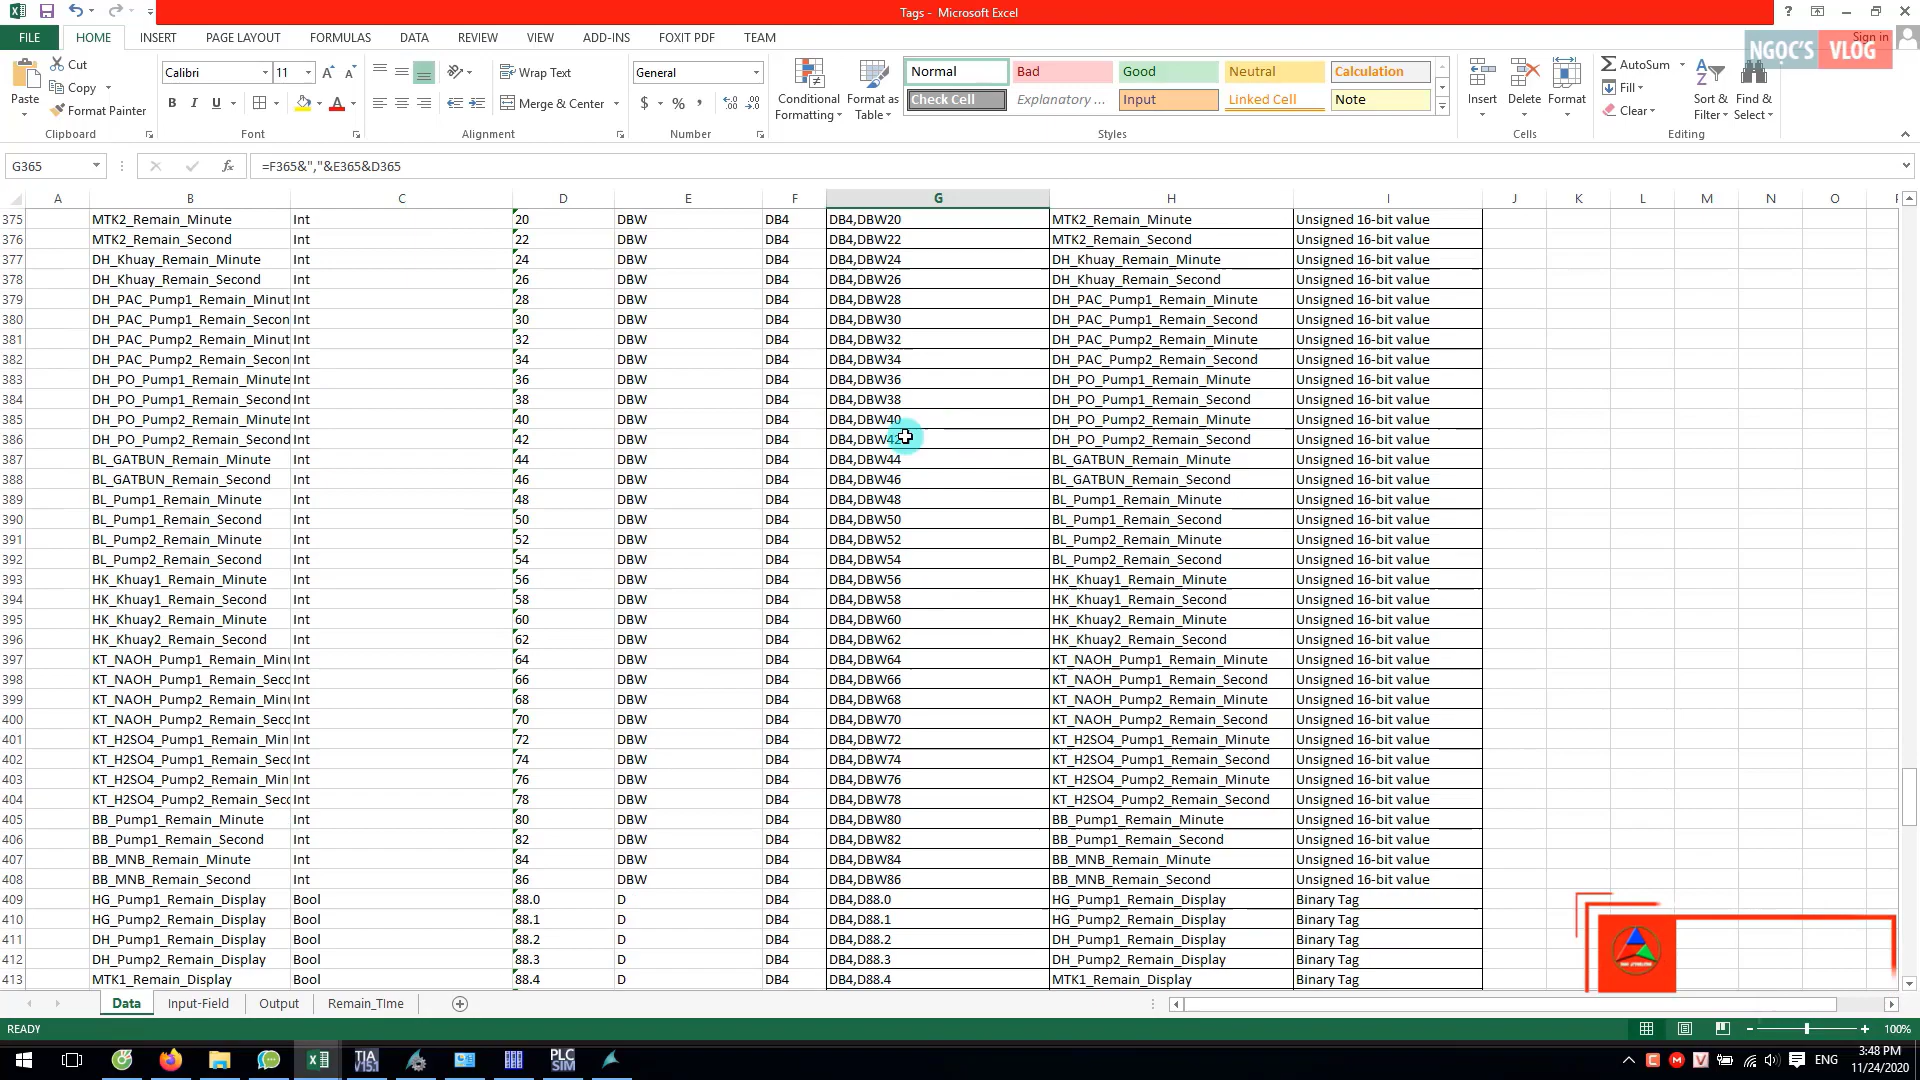 Tags - Microsoft Excel
Sign in
NGỌC'S VLOG
FILE HOME INSERT PAGE LAYOUT FORMULAS DATA REVIEW VIEW ADD-INS FOXIT PDF TEAM
Cut
Copy
Format Painter
Paste
Calibri 11
Wrap Text
Merge & Center
General
Conditional Formatting
Format as Table
Normal Bad Good Neutral Calculation
Check Cell Explanatory ... Input Linked Cell Note
Insert Delete Format
AutoSum
Fill
Clear
Sort & Filter
Find & Select
Clipboard Font Alignment Number Styles Cells Editing
G365 =F365&","&E365&D365
A B C D E F G H I J K L M N O
375 MTK2_Remain_Minute Int 20 DBW DB4 DB4,DBW20 MTK2_Remain_Minute Unsigned 16-bit value
376 MTK2_Remain_Second Int 22 DBW DB4 DB4,DBW22 MTK2_Remain_Second Unsigned 16-bit value
377 DH_Khuay_Remain_Minute Int 24 DBW DB4 DB4,DBW24 DH_Khuay_Remain_Minute Unsigned 16-bit value
378 DH_Khuay_Remain_Second Int 26 DBW DB4 DB4,DBW26 DH_Khuay_Remain_Second Unsigned 16-bit value
379 DH_PAC_Pump1_Remain_Minut Int 28 DBW DB4 DB4,DBW28 DH_PAC_Pump1_Remain_Minute Unsigned 16-bit value
380 DH_PAC_Pump1_Remain_Secon Int 30 DBW DB4 DB4,DBW30 DH_PAC_Pump1_Remain_Second Unsigned 16-bit value
381 DH_PAC_Pump2_Remain_Minut Int 32 DBW DB4 DB4,DBW32 DH_PAC_Pump2_Remain_Minute Unsigned 16-bit value
382 DH_PAC_Pump2_Remain_Secon Int 34 DBW DB4 DB4,DBW34 DH_PAC_Pump2_Remain_Second Unsigned 16-bit value
383 DH_PO_Pump1_Remain_Minute Int 36 DBW DB4 DB4,DBW36 DH_PO_Pump1_Remain_Minute Unsigned 16-bit value
384 DH_PO_Pump1_Remain_Second Int 38 DBW DB4 DB4,DBW38 DH_PO_Pump1_Remain_Second Unsigned 16-bit value
385 DH_PO_Pump2_Remain_Minute Int 40 DBW DB4 DB4,DBW40 DH_PO_Pump2_Remain_Minute Unsigned 16-bit value
386 DH_PO_Pump2_Remain_Second Int 42 DBW DB4 DB4,DBW42 DH_PO_Pump2_Remain_Second Unsigned 16-bit value
387 BL_GATBUN_Remain_Minute Int 44 DBW DB4 DB4,DBW44 BL_GATBUN_Remain_Minute Unsigned 16-bit value
388 BL_GATBUN_Remain_Second Int 46 DBW DB4 DB4,DBW46 BL_GATBUN_Remain_Second Unsigned 16-bit value
389 BL_Pump1_Remain_Minute Int 48 DBW DB4 DB4,DBW48 BL_Pump1_Remain_Minute Unsigned 16-bit value
390 BL_Pump1_Remain_Second Int 50 DBW DB4 DB4,DBW50 BL_Pump1_Remain_Second Unsigned 16-bit value
391 BL_Pump2_Remain_Minute Int 52 DBW DB4 DB4,DBW52 BL_Pump2_Remain_Minute Unsigned 16-bit value
392 BL_Pump2_Remain_Second Int 54 DBW DB4 DB4,DBW54 BL_Pump2_Remain_Second Unsigned 16-bit value
393 HK_Khuay1_Remain_Minute Int 56 DBW DB4 DB4,DBW56 HK_Khuay1_Remain_Minute Unsigned 16-bit value
394 HK_Khuay1_Remain_Second Int 58 DBW DB4 DB4,DBW58 HK_Khuay1_Remain_Second Unsigned 16-bit value
395 HK_Khuay2_Remain_Minute Int 60 DBW DB4 DB4,DBW60 HK_Khuay2_Remain_Minute Unsigned 16-bit value
396 HK_Khuay2_Remain_Second Int 62 DBW DB4 DB4,DBW62 HK_Khuay2_Remain_Second Unsigned 16-bit value
397 KT_NAOH_Pump1_Remain_Minu Int 64 DBW DB4 DB4,DBW64 KT_NAOH_Pump1_Remain_Minute Unsigned 16-bit value
398 KT_NAOH_Pump1_Remain_Secc Int 66 DBW DB4 DB4,DBW66 KT_NAOH_Pump1_Remain_Second Unsigned 16-bit value
399 KT_NAOH_Pump2_Remain_Minu Int 68 DBW DB4 DB4,DBW68 KT_NAOH_Pump2_Remain_Minute Unsigned 16-bit value
400 KT_NAOH_Pump2_Remain_Secc Int 70 DBW DB4 DB4,DBW70 KT_NAOH_Pump2_Remain_Second Unsigned 16-bit value
401 KT_H2SO4_Pump1_Remain_Min Int 72 DBW DB4 DB4,DBW72 KT_H2SO4_Pump1_Remain_Minute Unsigned 16-bit value
402 KT_H2SO4_Pump1_Remain_Secc Int 74 DBW DB4 DB4,DBW74 KT_H2SO4_Pump1_Remain_Second Unsigned 16-bit value
403 KT_H2SO4_Pump2_Remain_Min Int 76 DBW DB4 DB4,DBW76 KT_H2SO4_Pump2_Remain_Minute Unsigned 16-bit value
404 KT_H2SO4_Pump2_Remain_Secc Int 78 DBW DB4 DB4,DBW78 KT_H2SO4_Pump2_Remain_Second Unsigned 16-bit value
405 BB_Pump1_Remain_Minute Int 80 DBW DB4 DB4,DBW80 BB_Pump1_Remain_Minute Unsigned 16-bit value
406 BB_Pump1_Remain_Second Int 82 DBW DB4 DB4,DBW82 BB_Pump1_Remain_Second Unsigned 16-bit value
407 BB_MNB_Remain_Minute Int 84 DBW DB4 DB4,DBW84 BB_MNB_Remain_Minute Unsigned 16-bit value
408 BB_MNB_Remain_Second Int 86 DBW DB4 DB4,DBW86 BB_MNB_Remain_Second Unsigned 16-bit value
409 HG_Pump1_Remain_Display Bool 88.0 D DB4 DB4,D88.0 HG_Pump1_Remain_Display Binary Tag
410 HG_Pump2_Remain_Display Bool 88.1 D DB4 DB4,D88.1 HG_Pump2_Remain_Display Binary Tag
411 DH_Pump1_Remain_Display Bool 88.2 D DB4 DB4,D88.2 DH_Pump1_Remain_Display Binary Tag
412 DH_Pump2_Remain_Display Bool 88.3 D DB4 DB4,D88.3 DH_Pump2_Remain_Display Binary Tag
413 MTK1_Remain_Display Bool 88.4 D DB4 DB4,D88.4 MTK1_Remain_Display Binary Tag
Data Input-Field Output Remain_TIme
READY 100%
TIA V15.1 PLC SIM
ENG 3:48 PM
11/24/2020